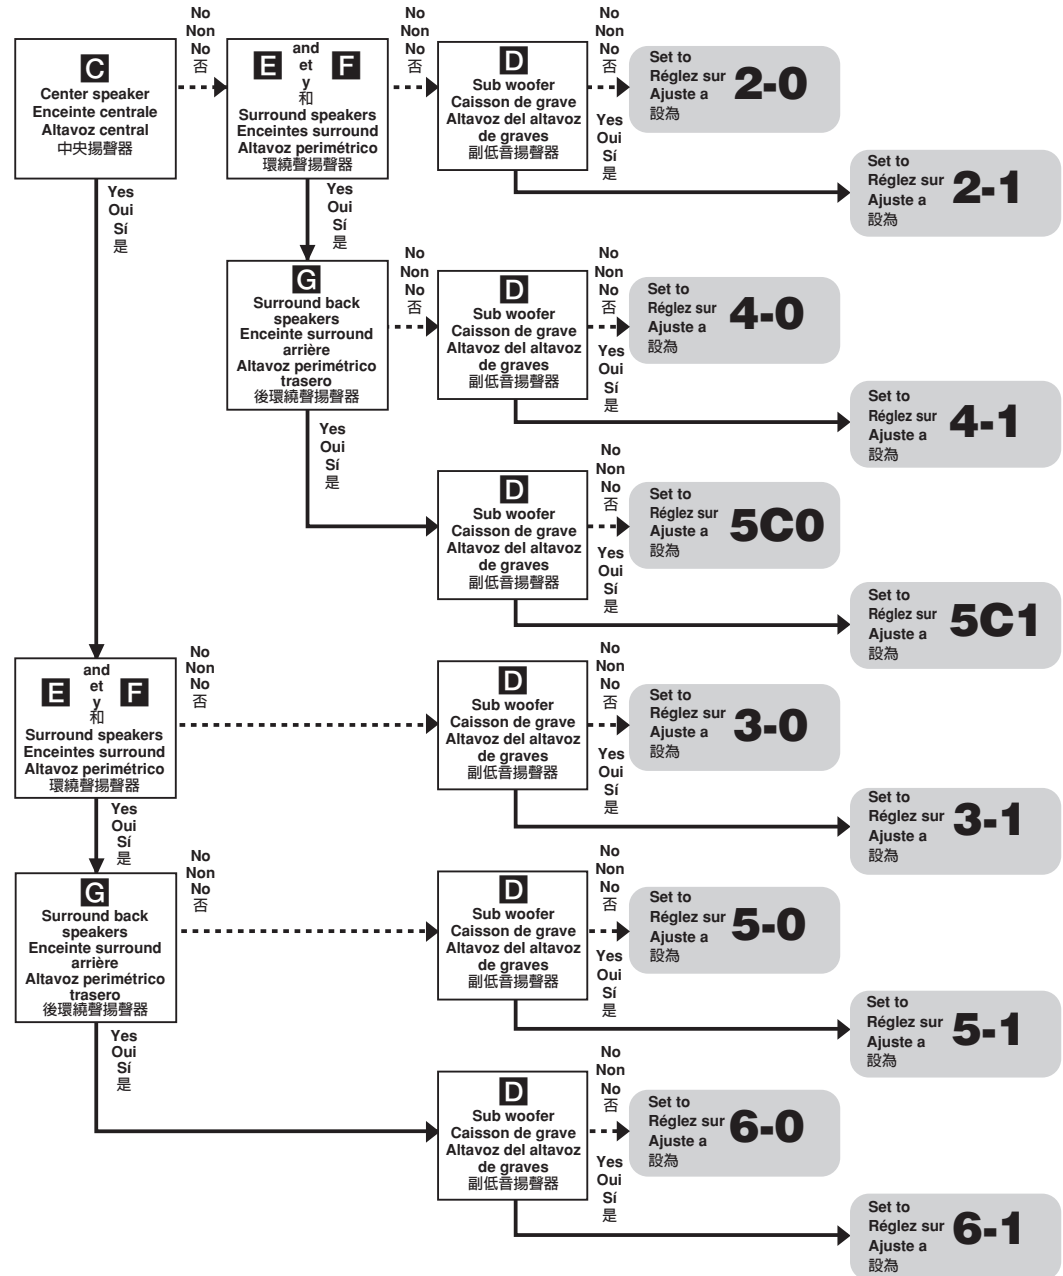 No
Non
No
否
C
Center speaker
Enceinte centrale
Altavoz central
中央揚聲器
Yes
Oui
Sí
是
E and F
et
y
和
Surround speakers
Enceintes surround
Altavoz perimétrico
環繞聲揚聲器
No
Non
No
否
Yes
Oui
Sí
是
D
Sub woofer
Caisson de grave
Altavoz del altavoz
de graves
副低音揚聲器
No
Non
No
否
Set to
Réglez sur
Ajuste a
設為
2-0
Yes
Oui
Sí
是
Set to
Réglez sur
Ajuste a
設為
2-1
G
Surround back
speakers
Enceinte surround
arrière
Altavoz perimétrico
trasero
後環繞聲揚聲器
No
Non
No
否
Yes
Oui
Sí
是
D
Sub woofer
Caisson de grave
Altavoz del altavoz
de graves
副低音揚聲器
No
Non
No
否
Set to
Réglez sur
Ajuste a
設為
4-0
Yes
Oui
Sí
是
Set to
Réglez sur
Ajuste a
設為
4-1
D
Sub woofer
Caisson de grave
Altavoz del altavoz
de graves
副低音揚聲器
No
Non
No
否
Set to
Réglez sur
Ajuste a
設為
5C0
Yes
Oui
Sí
是
Set to
Réglez sur
Ajuste a
設為
5C1
E and F
et
y
和
Surround speakers
Enceintes surround
Altavoz perimétrico
環繞聲揚聲器
No
Non
No
否
Yes
Oui
Sí
是
D
Sub woofer
Caisson de grave
Altavoz del altavoz
de graves
副低音揚聲器
No
Non
No
否
Set to
Réglez sur
Ajuste a
設為
3-0
Yes
Oui
Sí
是
Set to
Réglez sur
Ajuste a
設為
3-1
G
Surround back
speakers
Enceinte surround
arrière
Altavoz perimétrico
trasero
後環繞聲揚聲器
No
Non
No
否
Yes
Oui
Sí
是
D
Sub woofer
Caisson de grave
Altavoz del altavoz
de graves
副低音揚聲器
No
Non
No
否
Set to
Réglez sur
Ajuste a
設為
5-0
Yes
Oui
Sí
是
Set to
Réglez sur
Ajuste a
設為
5-1
D
Sub woofer
Caisson de grave
Altavoz del altavoz
de graves
副低音揚聲器
No
Non
No
否
Set to
Réglez sur
Ajuste a
設為
6-0
Yes
Oui
Sí
是
Set to
Réglez sur
Ajuste a
設為
6-1